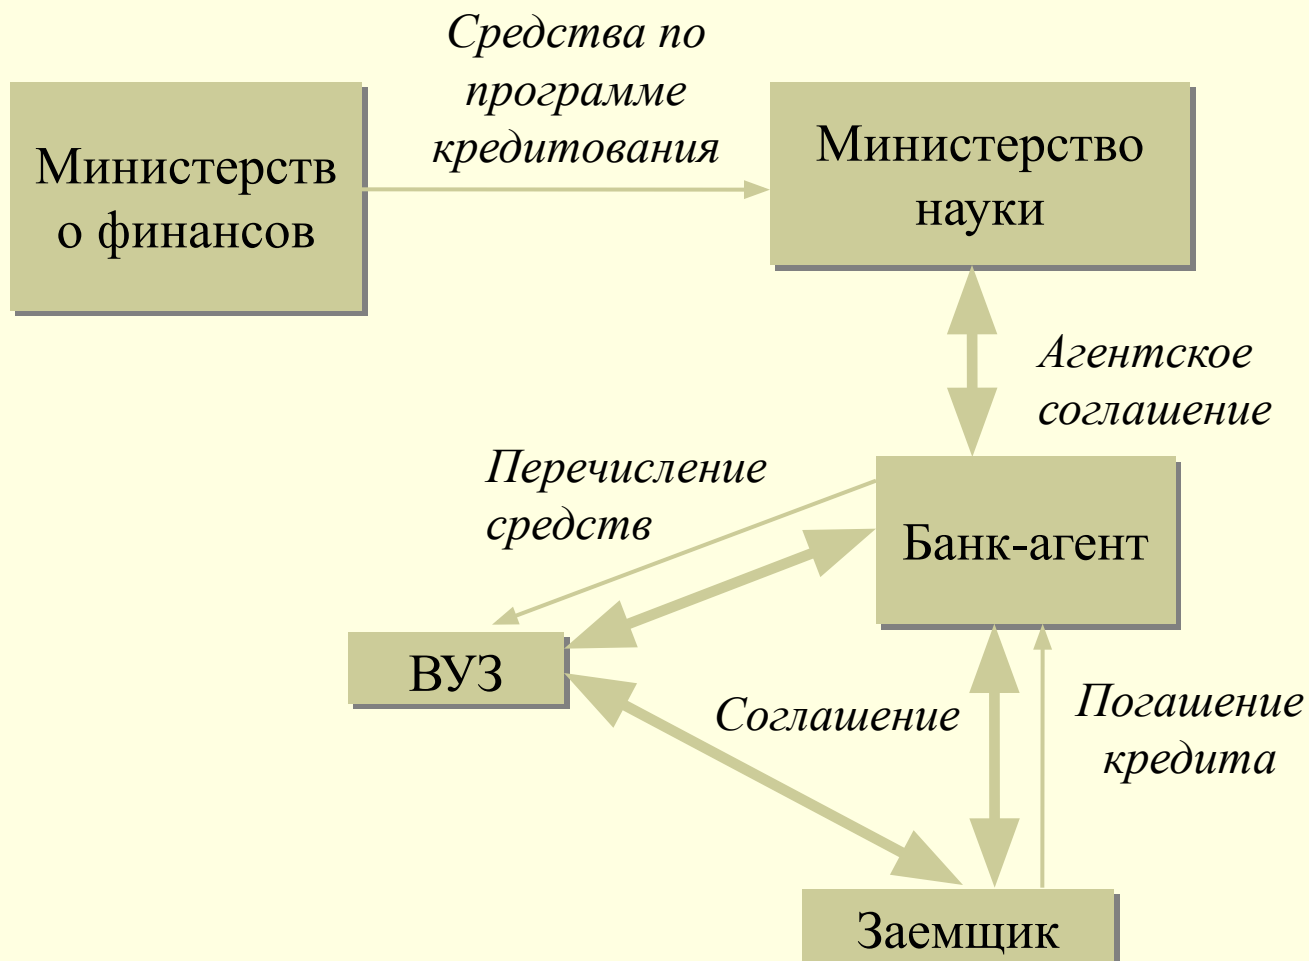 Средства по
программе
кредитования
Министерств
о финансов
Министерство
науки
Агентское
соглашение
Перечисление
средств
Банк-агент
ВУЗ
Соглашение
Погашение
кредита
Заемщик